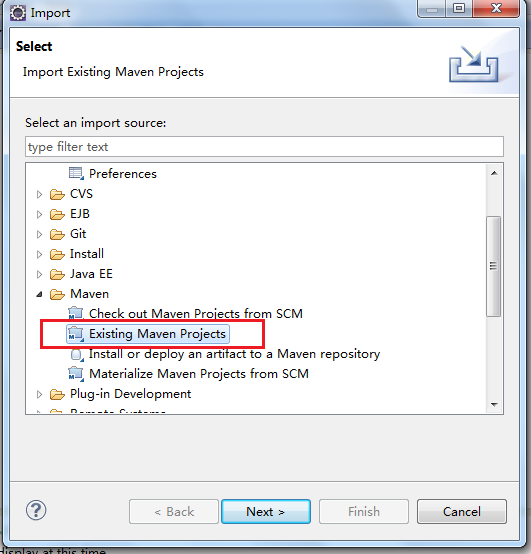 Import
Select
Import Existing Maven Projects
Select an import source:
type filter text
Preferences
CVS
EJB
Git
Install
Java EE
Maven
Check out Maven Projects from SCM
Existing Maven Projects
Install or deploy an artifact to a Maven repository
Materialize Maven Projects from SCM
Plug-in Development
Remote Systems
< Back
Next >
Finish
Cancel
display at this time